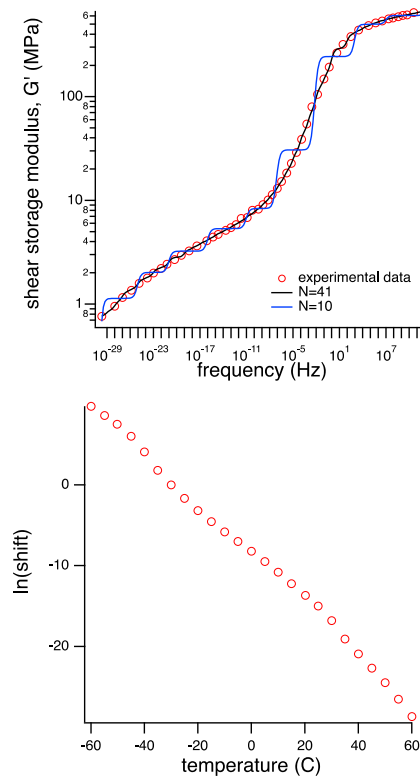 shear storage modulus, G' (MPa)
6
4
2
100
8
6
4
2
10
8
6
4
2
1
8
6
experimental data
N=41
N=10
10⁻²⁹ 10⁻²³ 10⁻¹⁷ 10⁻¹¹ 10⁻⁵ 10¹ 10⁷
frequency (Hz)
ln(shift)
0
-10
-20
-60 -40 -20 0 20 40 60
temperature (C)